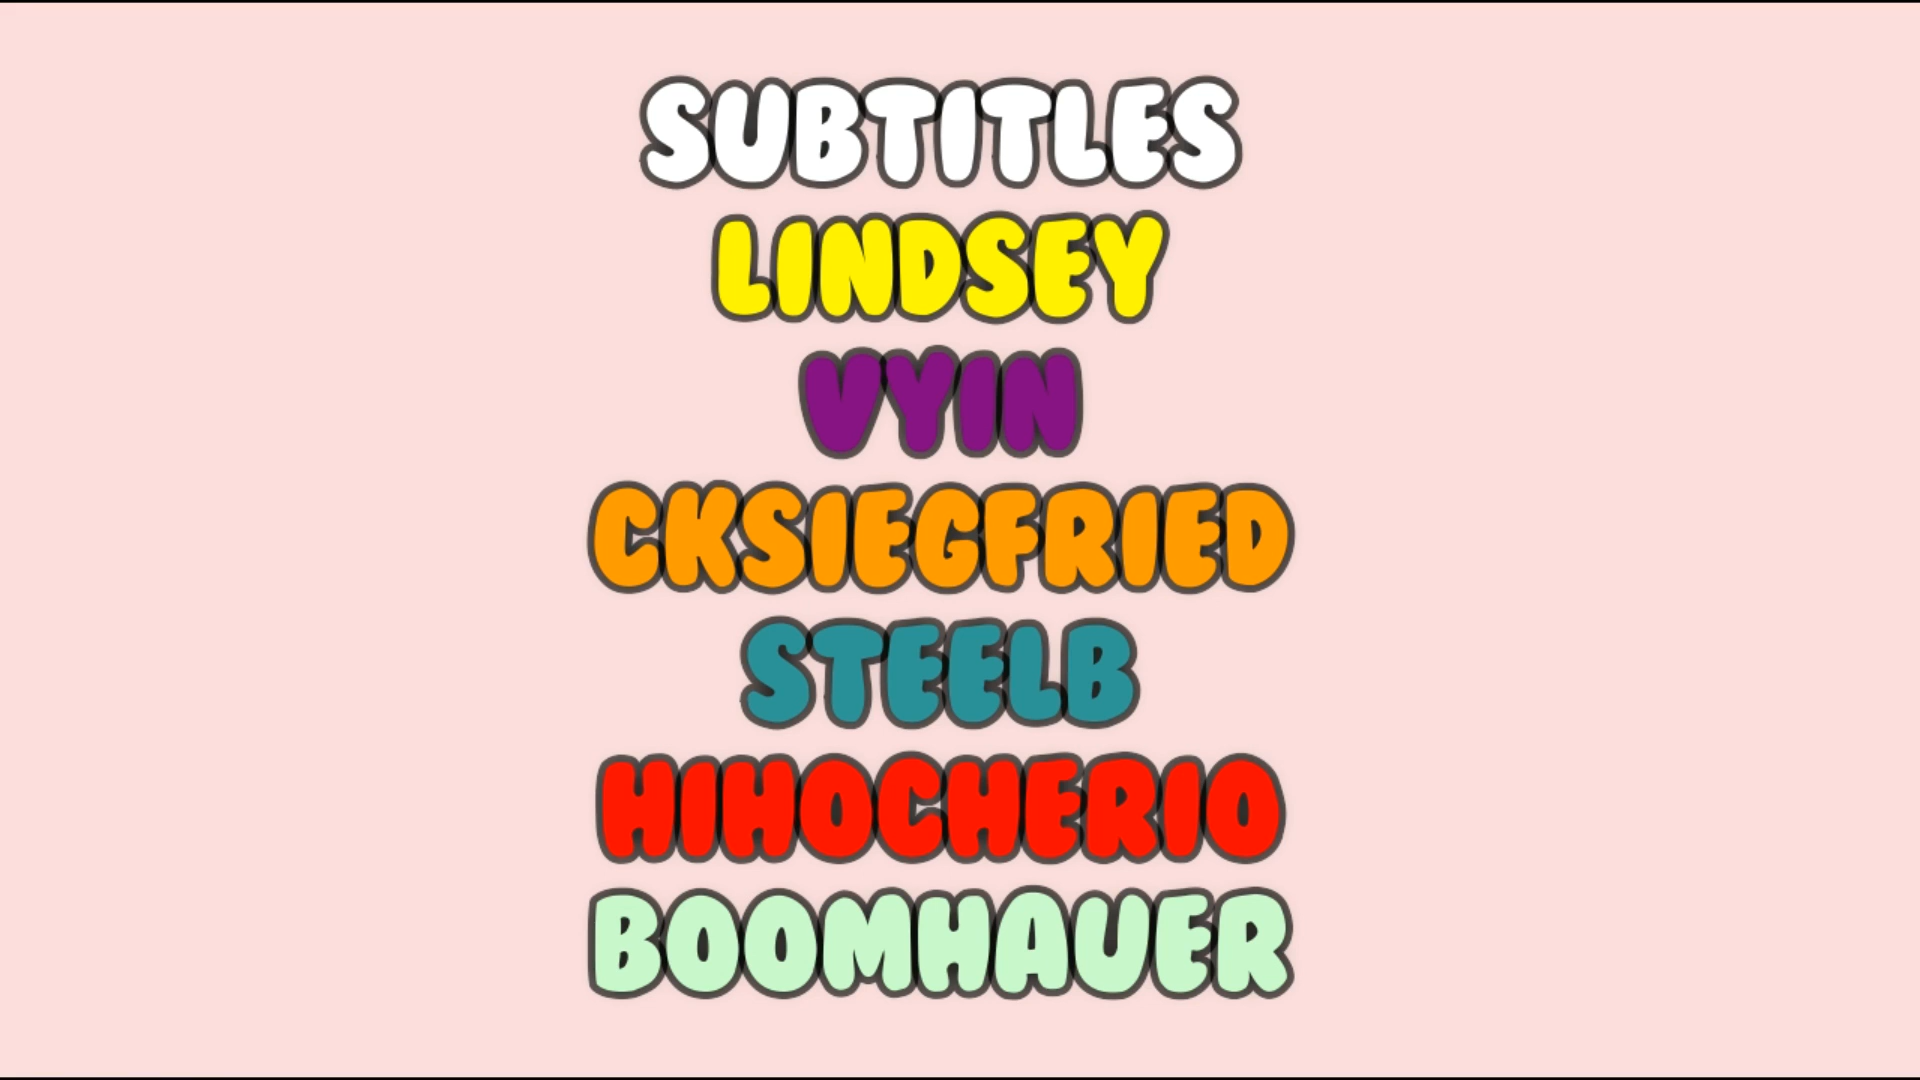 SUBTITLES
LINDSEY
VYIN
CKSIEGFRIED
STEELB
HIHOCHERIO
BOOMHAUER